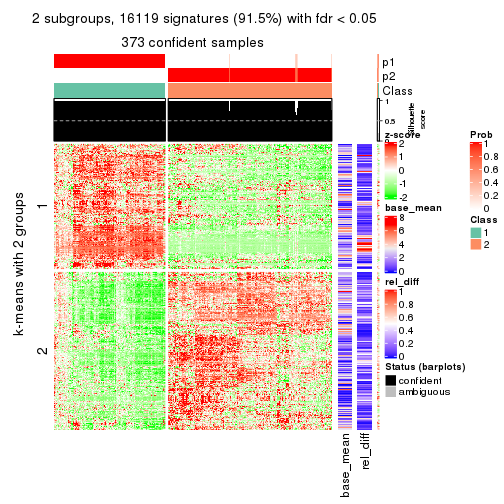 2 subgroups, 16119 signatures (91.5%) with fdr < 0.05
373 confident samples
p1
p2
Class
1
0.5
0
Silhouette
score
k-means with 2 groups
1
2
base_mean
rel_diff
z-score
2
1
0
-1
-2
base_mean
8
6
4
2
0
rel_diff
1
0.8
0.6
0.4
0.2
0
Status (barplots)
confident
ambiguous
Prob
1
0.8
0.6
0.4
0.2
0
Class
1
2